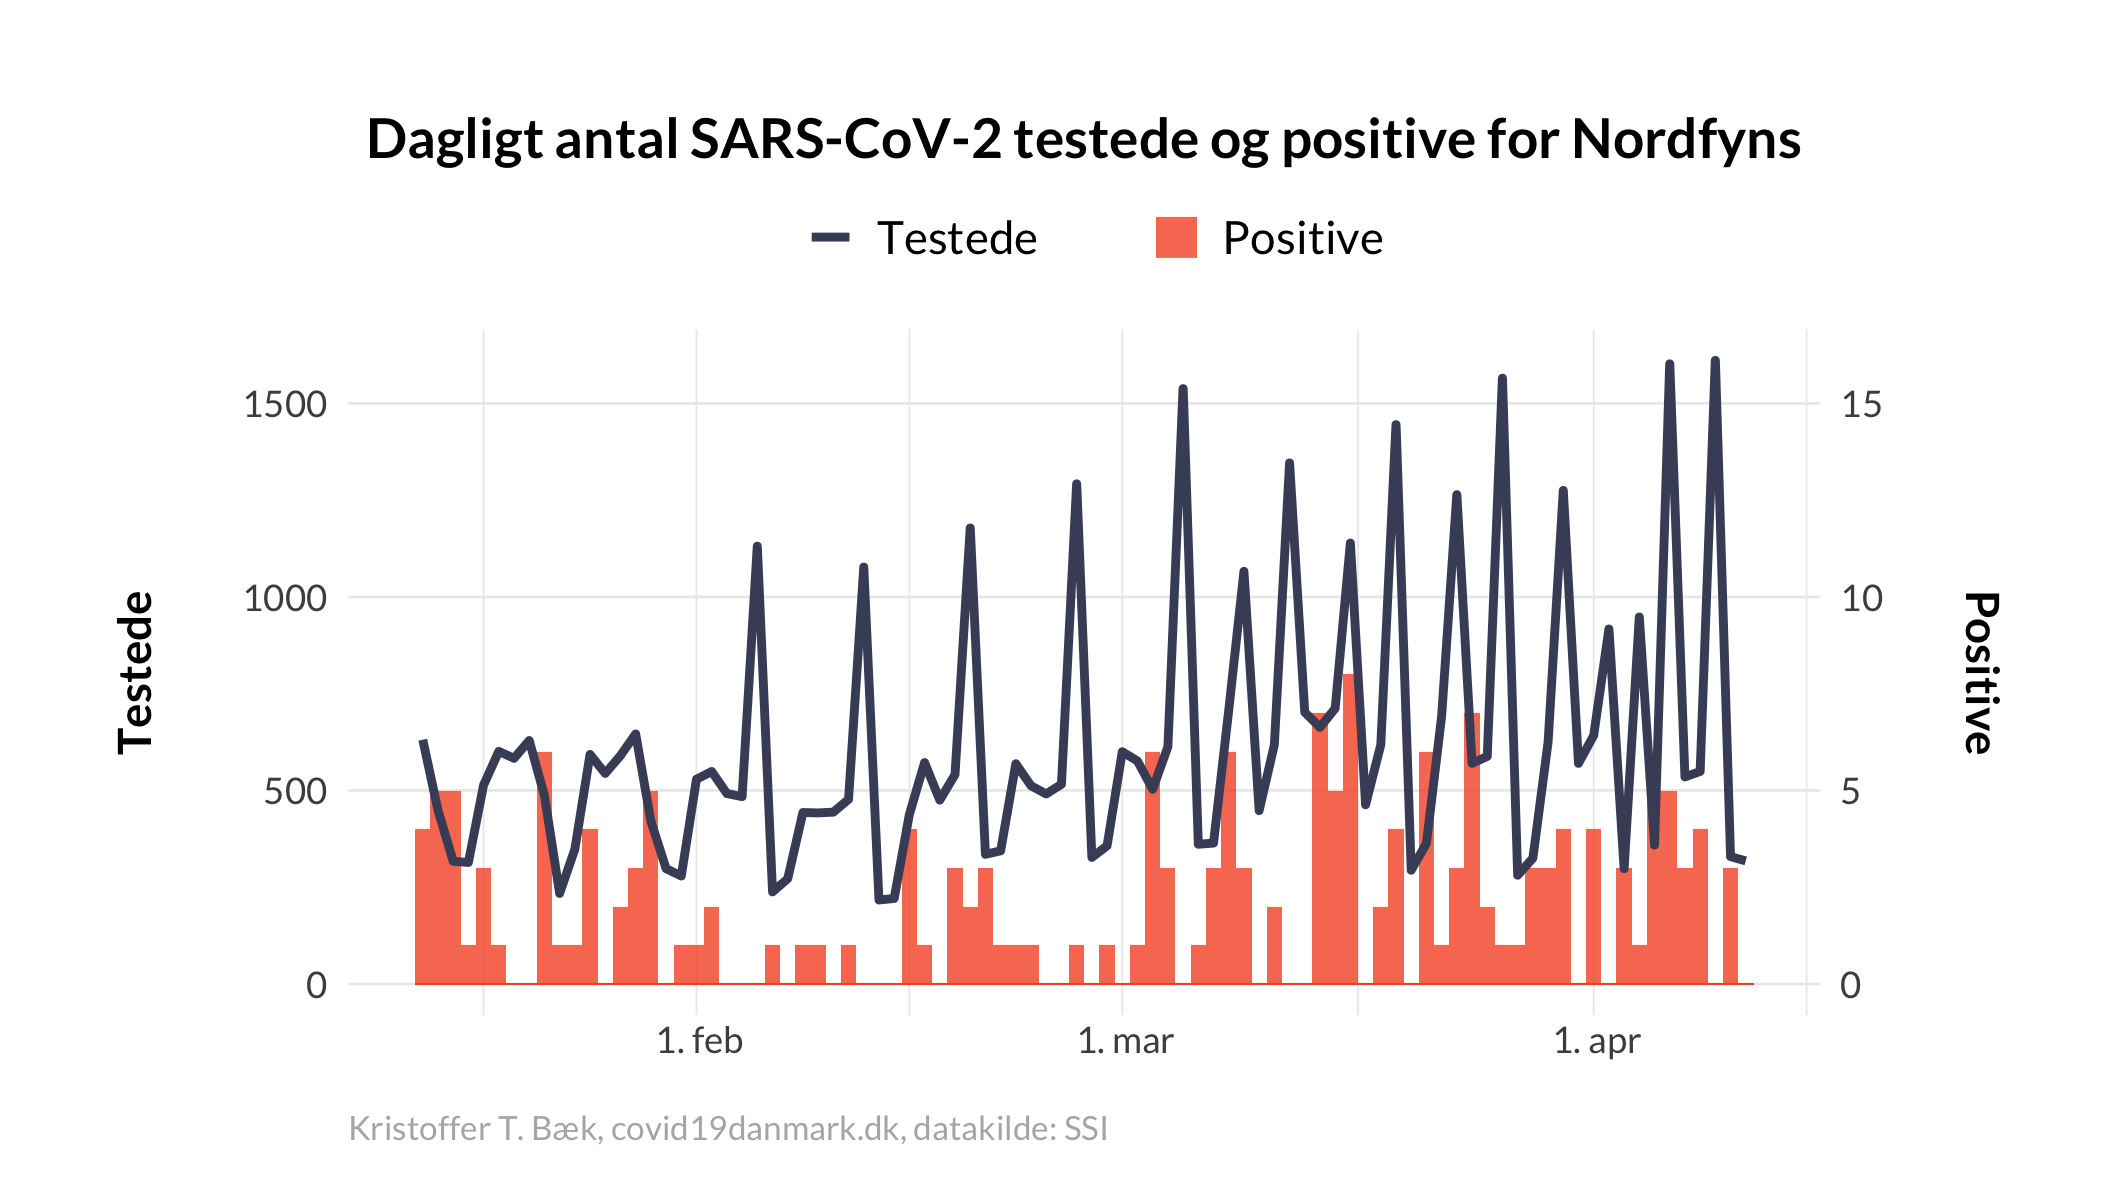 Dagligt antal SARS-CoV-2 testede og positive for Nordfyns
Testede
Positive
1500
1000
500
0
Testede
15
10
5
0
Positive
1. feb
1. mar
1. apr
Kristoffer T. Bæk, covid19danmark.dk, datakilde: SSI